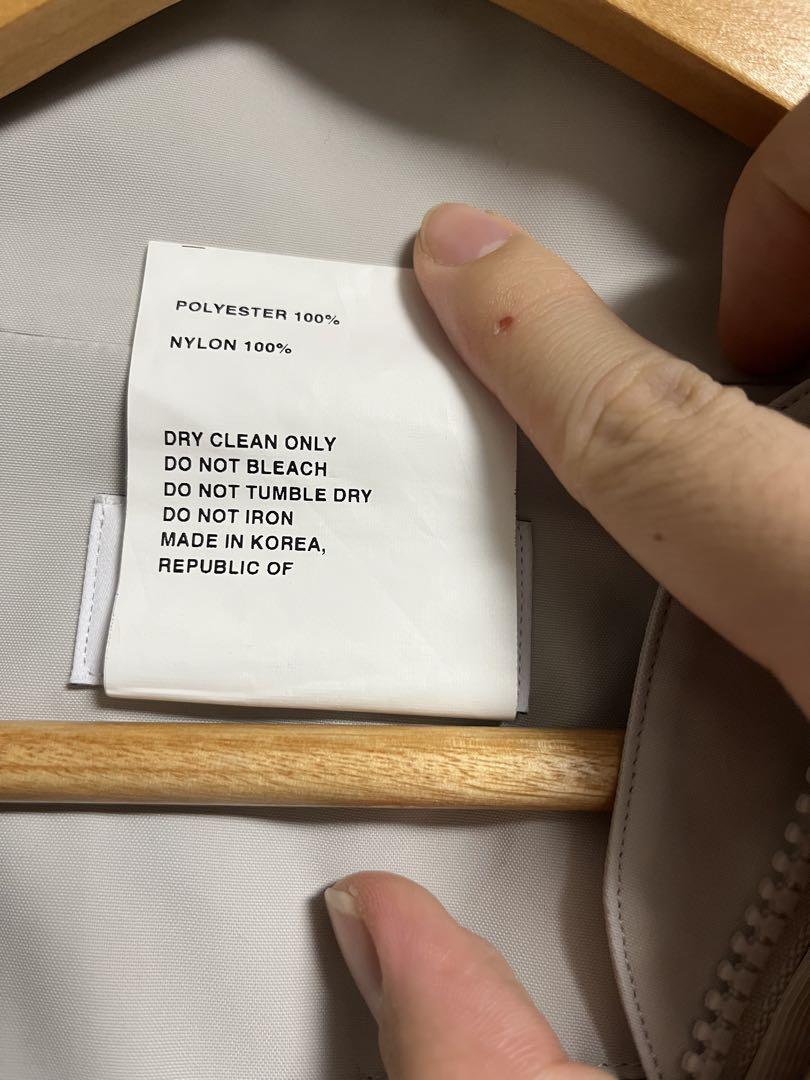 POLYESTER 100%
NYLON 100%
DRY CLEAN ONLY
DO NOT BLEACH
DO NOT TUMBLE DRY
DO NOT IRON
MADE IN KOREA,
REPUBLIC OF